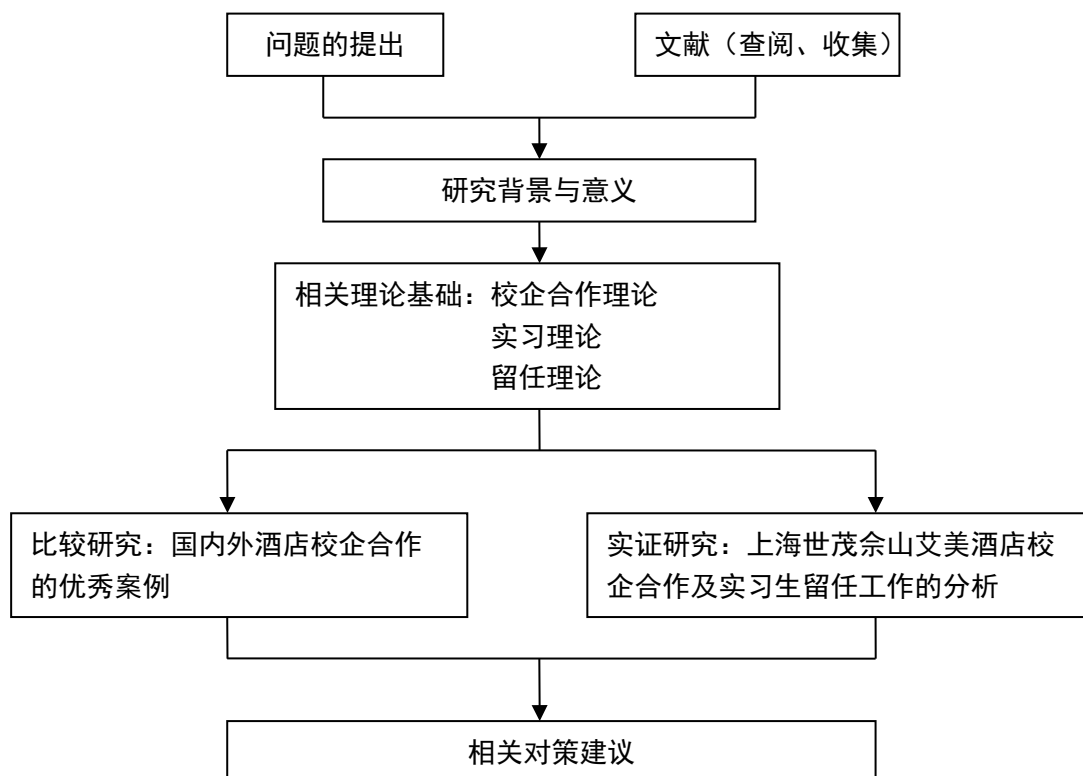 问题的提出
文献（查阅、收集）
研究背景与意义
相关理论基础：校企合作理论
实习理论
留任理论
比较研究：国内外酒店校企合作
的优秀案例
实证研究：上海世茂佘山艾美酒店校
企合作及实习生留任工作的分析
相关对策建议